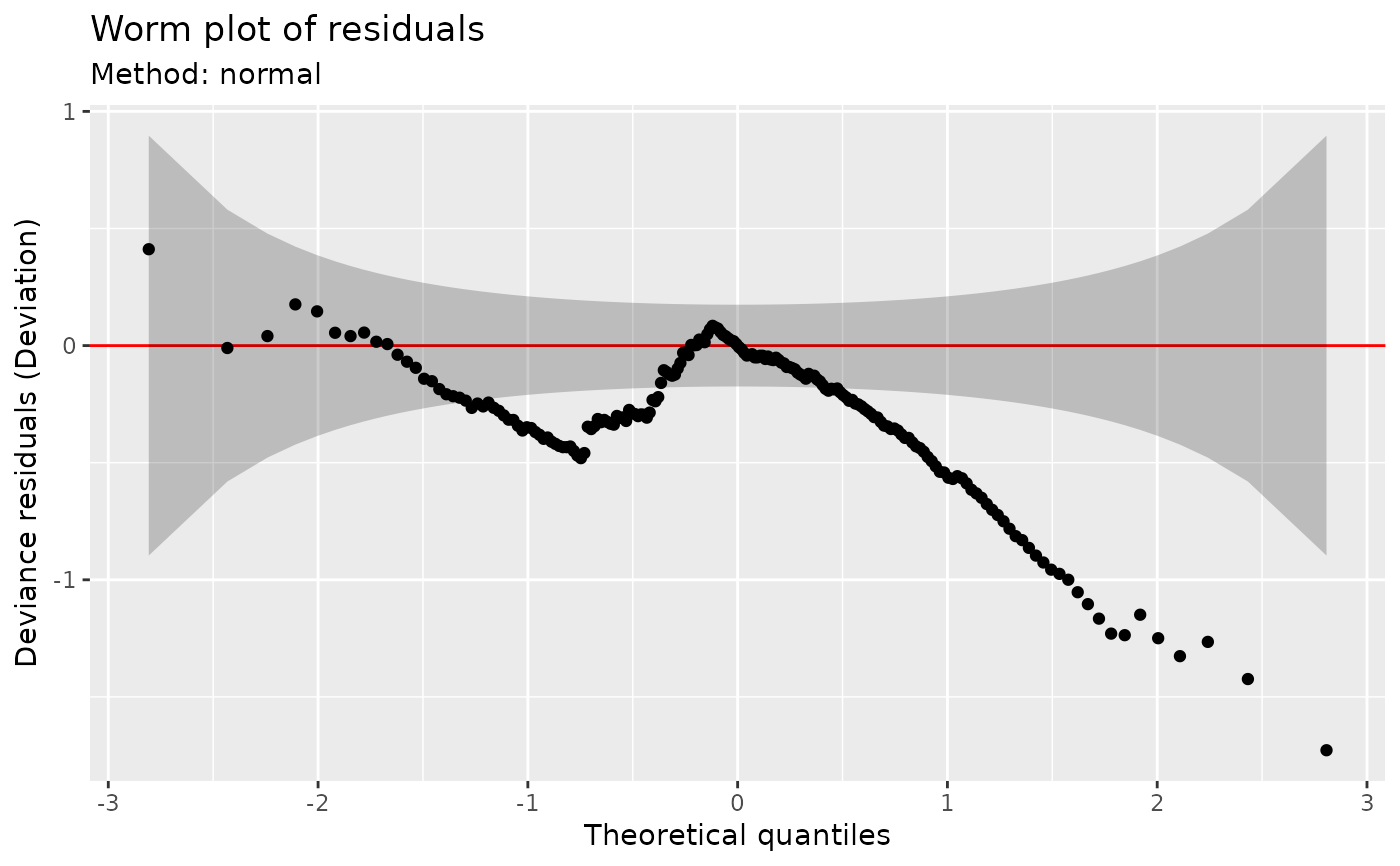 Worm plot of residuals
Method: normal
Deviance residuals (Deviation)
1
0
-1
-3
-2
-1
0
1
2
3
Theoretical quantiles